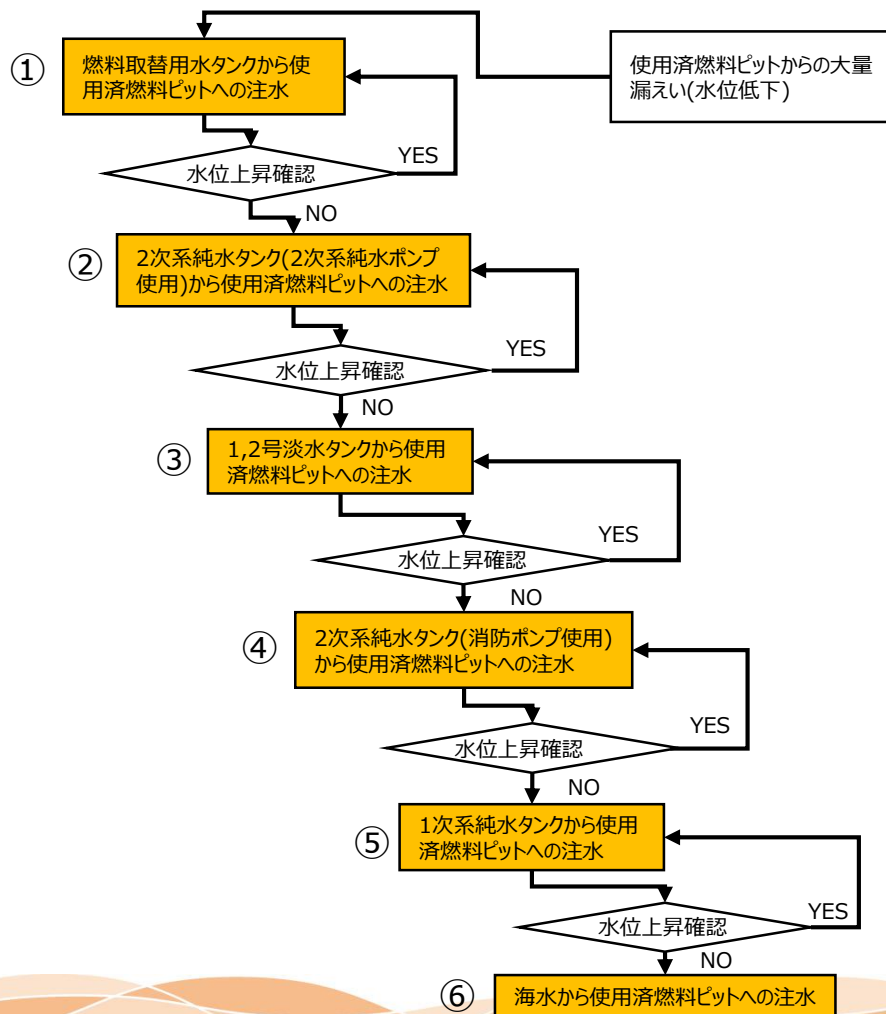 使用済燃料ピットからの大量
漏えい(水位低下)
①
燃料取替用水タンクから使
用済燃料ピットへの注水
水位上昇確認
YES
NO
②
2次系純水タンク(2次系純水ポンプ
使用)から使用済燃料ピットへの注水
水位上昇確認
YES
NO
③
1,2号淡水タンクから使用
済燃料ピットへの注水
水位上昇確認
YES
NO
④
2次系純水タンク(消防ポンプ使用)
から使用済燃料ピットへの注水
水位上昇確認
YES
NO
⑤
1次系純水タンクから使用
済燃料ピットへの注水
水位上昇確認
YES
NO
⑥
海水から使用済燃料ピットへの注水